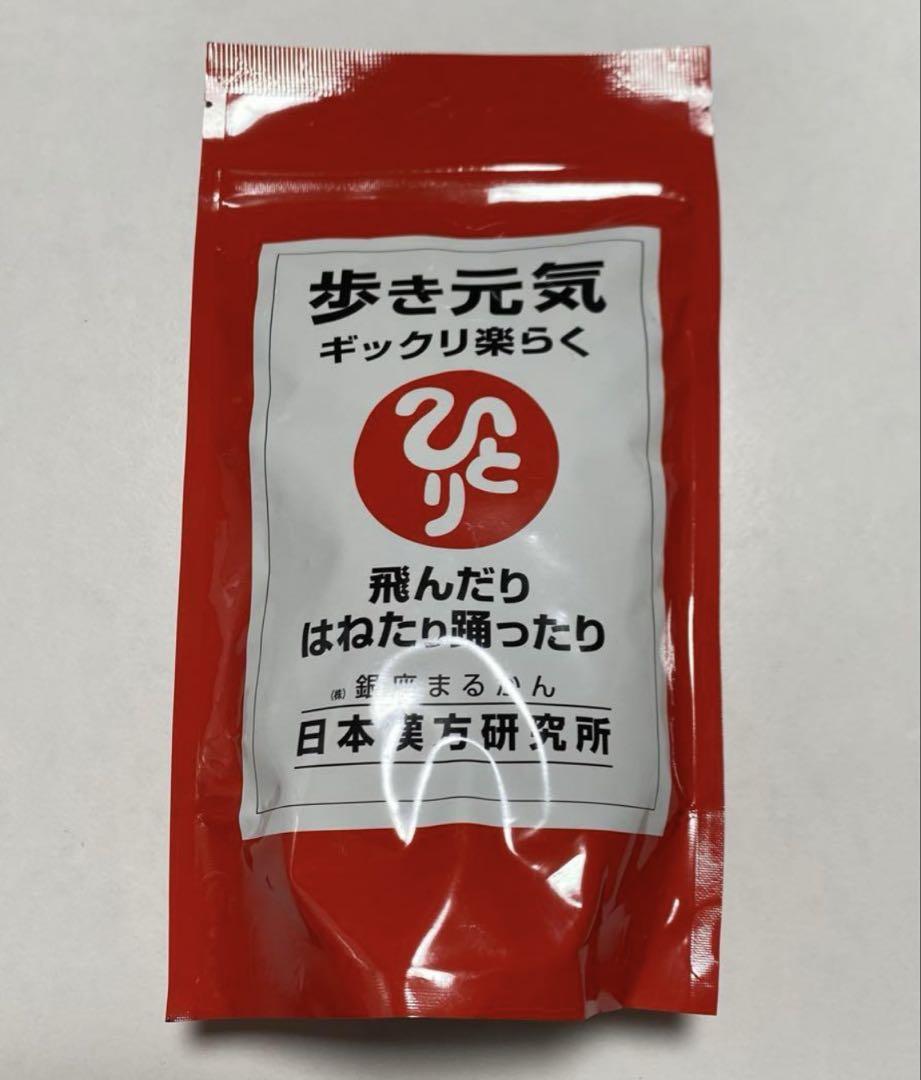 歩き元気
ギックリ楽らく
ひとり
飛んだり
はねたり踊ったり
㈱銀座まるかん
日本漢方研究所